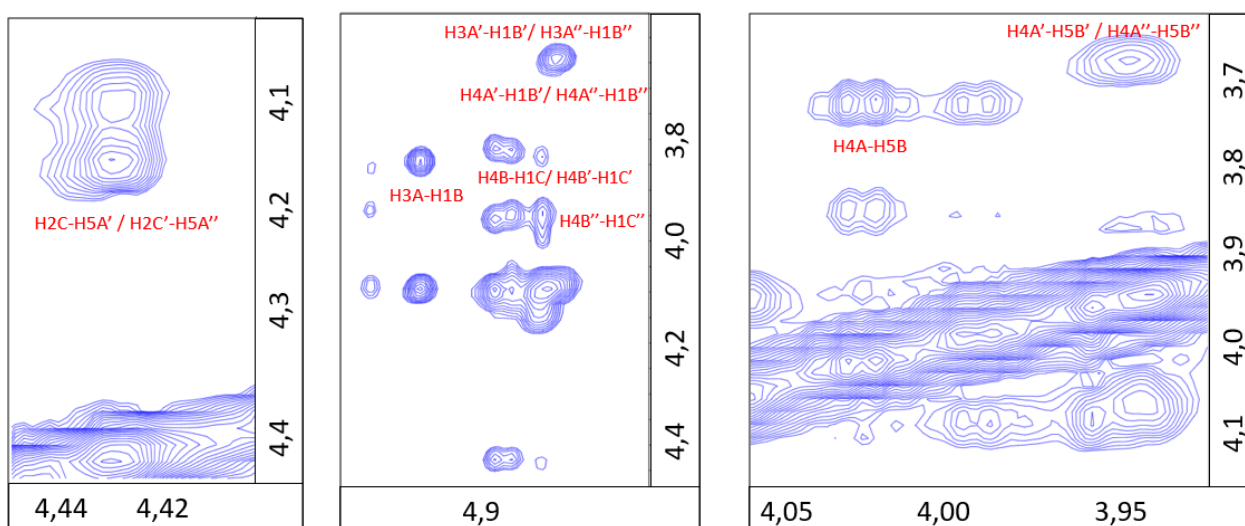 4,1
4,2
4,3
4,4
H2C-H5A’ / H2C’-H5A’’
4,44 4,42
H3A’-H1B’/ H3A’’-H1B’’
H4A’-H1B’/ H4A’’-H1B’’
H3A-H1B
H4B-H1C/ H4B’-H1C’
H4B’’-H1C’’
3,8
4,0
4,2
4,4
4,9
H4A’-H5B’ / H4A’’-H5B’’
H4A-H5B
3,7
3,8
3,9
4,0
4,1
4,05 4,00 3,95